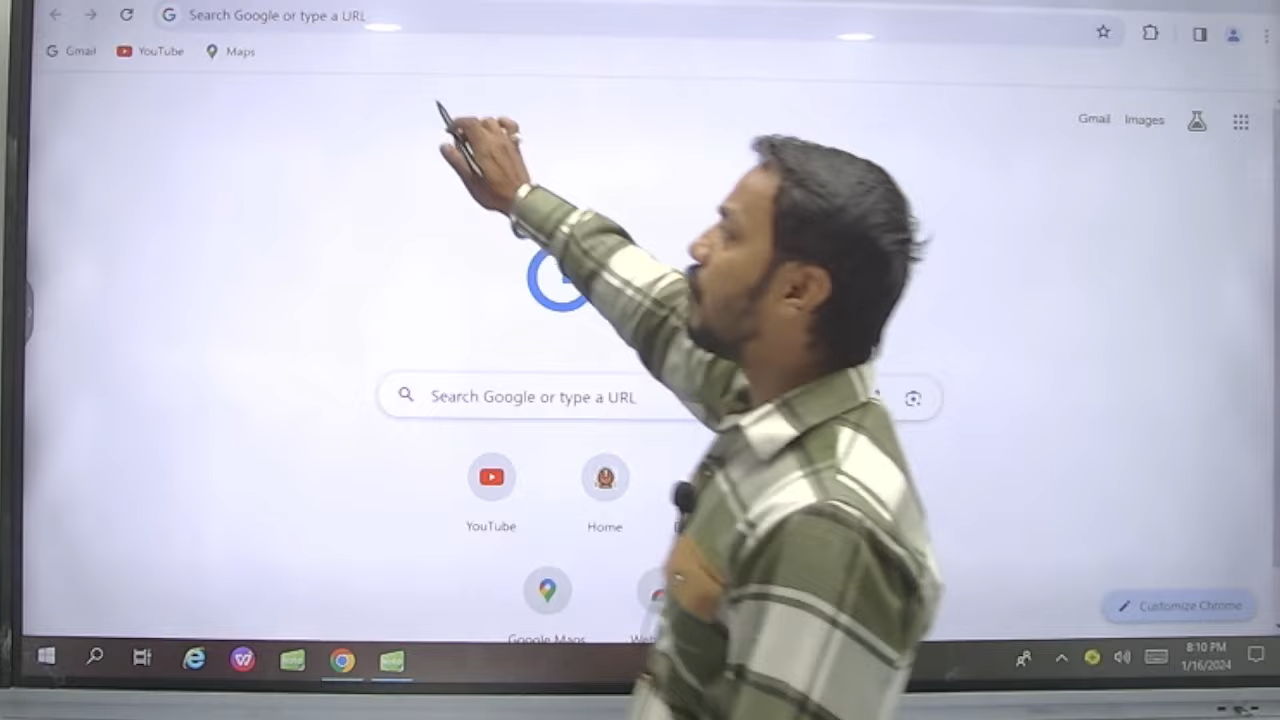 Search Google or type a URL
Gmail YouTube Maps
Gmail Images
Search Google or type a URL
YouTube Home
Google Maps
Customize Chrome
8:10 PM
1/16/2024